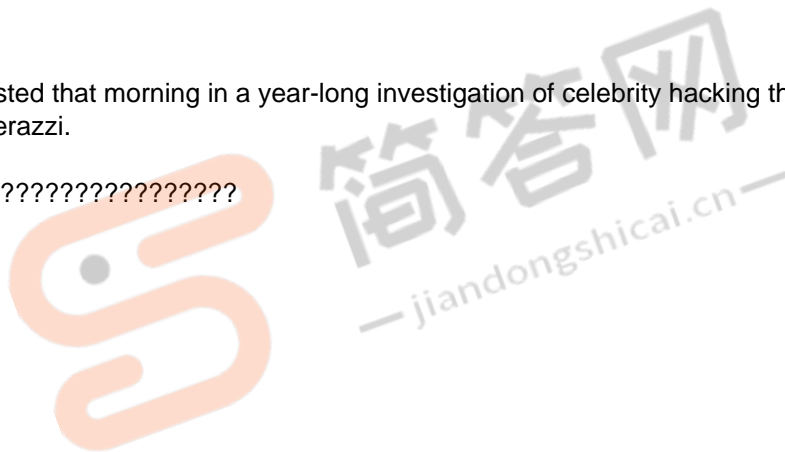 sted that morning in a year-long investigation of celebrity hacking th
erazzi.
????????????????
简答网
jiandongshicai.cn